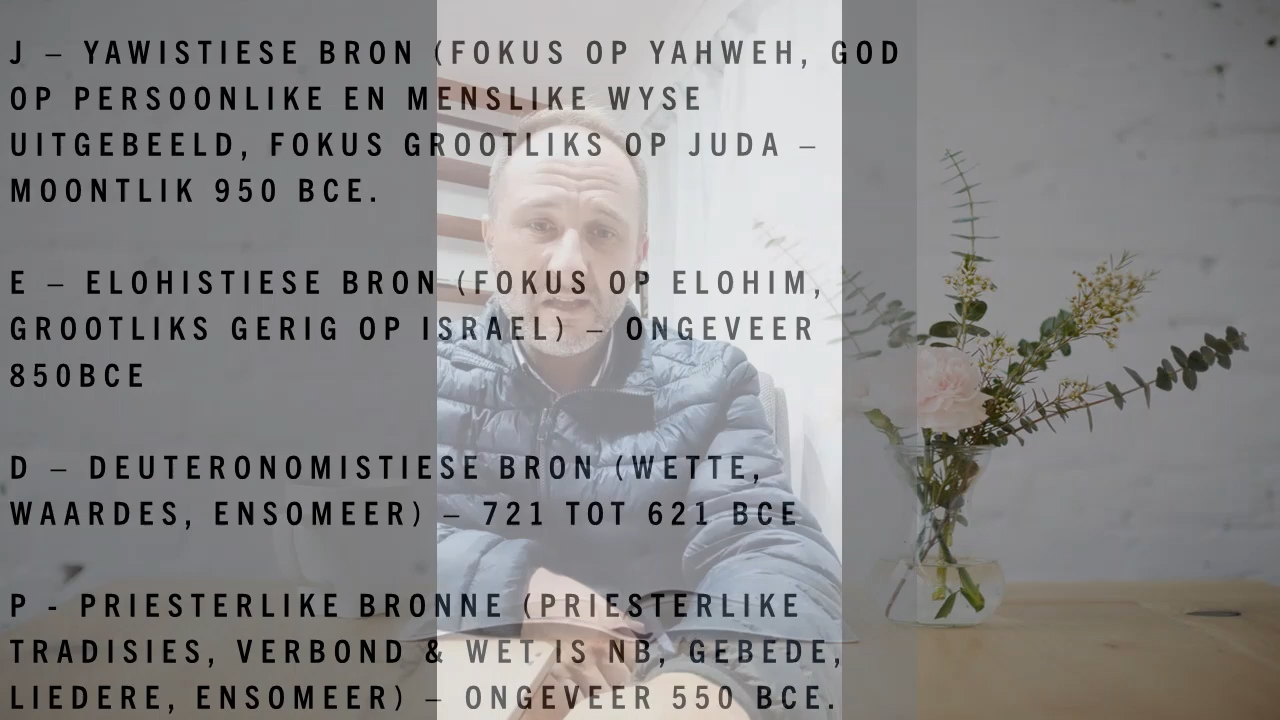 J – YAWISTIESE BRON (FOKUS OP YAHWEH, GOD
OP PERSOONLIKE EN MENSLIKE WYSE
UITGEBEELD, FOKUS GROOTLIKS OP JUDA –
MOONTLIK 950 BCE.
E – ELOHISTIESE BRON (FOKUS OP ELOHIM,
GROOTLIKS GERIG OP ISRAEL) – ONGEVEER
850BCE
D – DEUTERONOMISTIESE BRON (WETTE,
WAARDES, ENSOMEER) – 721 TOT 621 BCE
P - PRIESTERLIKE BRONNE (PRIESTERLIKE
TRADISIES, VERBOND & WET IS NB, GEBEDE,
LIEDERE, ENSOMEER) – ONGEVEER 550 BCE.